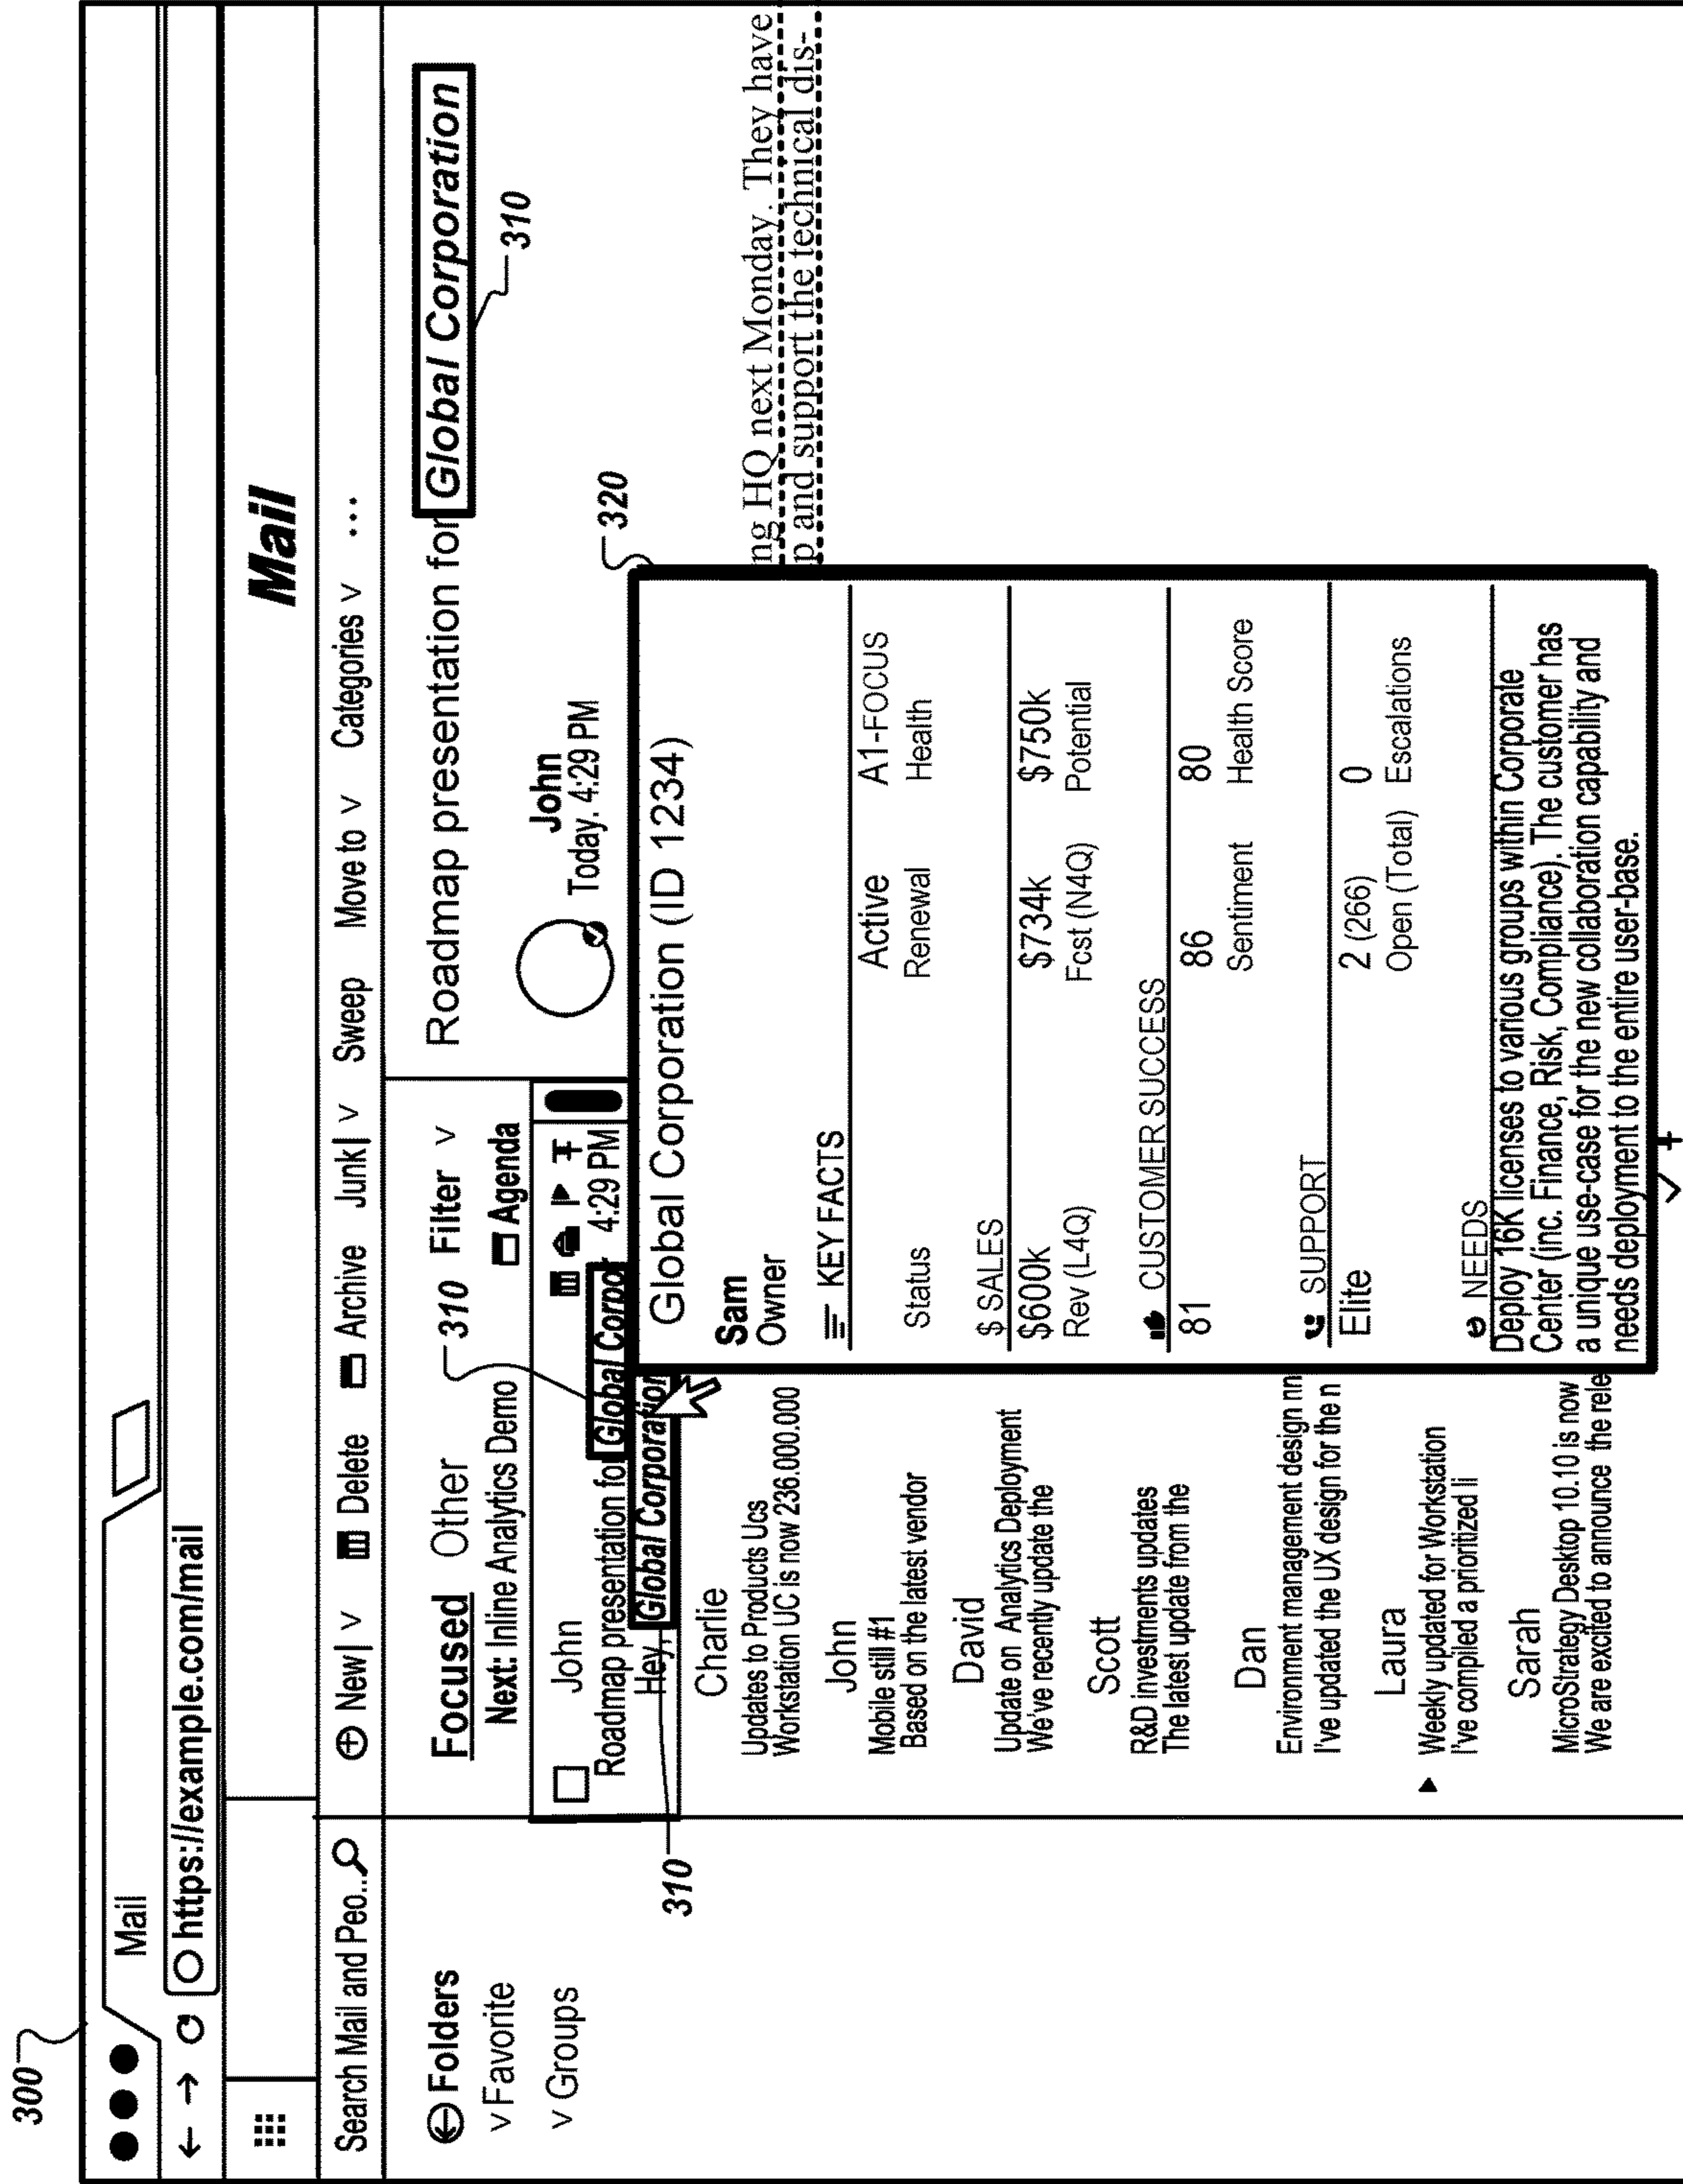 300
Mail
https://example.com/mail
Mail
Search Mail and Peo...
New| v Delete Archive Junk| v Sweep Move to v Categories v ...
Folders
v Favorite
v Groups
Focused Other 310 Filter v
Next: Inline Analytics Demo Agenda
John
Roadmap presentation for Global Corpor 4:29 PM
Hey, Global Corporation
310
Charlie
Updates to Products Ucs
Workstation UC is now 236.000.000
John
Mobile still #1
Based on the latest vendor
David
Update on Analytics Deployment
We've recently update the
Scott
R&D investments updates
The latest update from the
Dan
Environment management design nn
I've updated the UX design for the n
Laura
Weekly updated for Workstation
I've compiled a prioritized li
Sarah
MicroStrategy Desktop 10.10 is now
We are excited to announce the rele
Roadmap presentation for Global Corporation
310
John
Today. 4:29 PM
320
ng HQ next Monday. They have
p and support the technical dis-
Global Corporation (ID 1234)
Sam
Owner
KEY FACTS
Active A1-FOCUS
Status Renewal Health
$ SALES
$600k $734k $750k
Rev (L4Q) Fcst (N4Q) Potential
CUSTOMER SUCCESS
81 86 80
Sentiment Health Score
SUPPORT
Elite 2 (266) 0
Open (Total) Escalations
NEEDS
Deploy 16K licenses to various groups within Corporate
Center (inc. Finance, Risk, Compliance). The customer has
a unique use-case for the new collaboration capability and
needs deployment to the entire user-base.